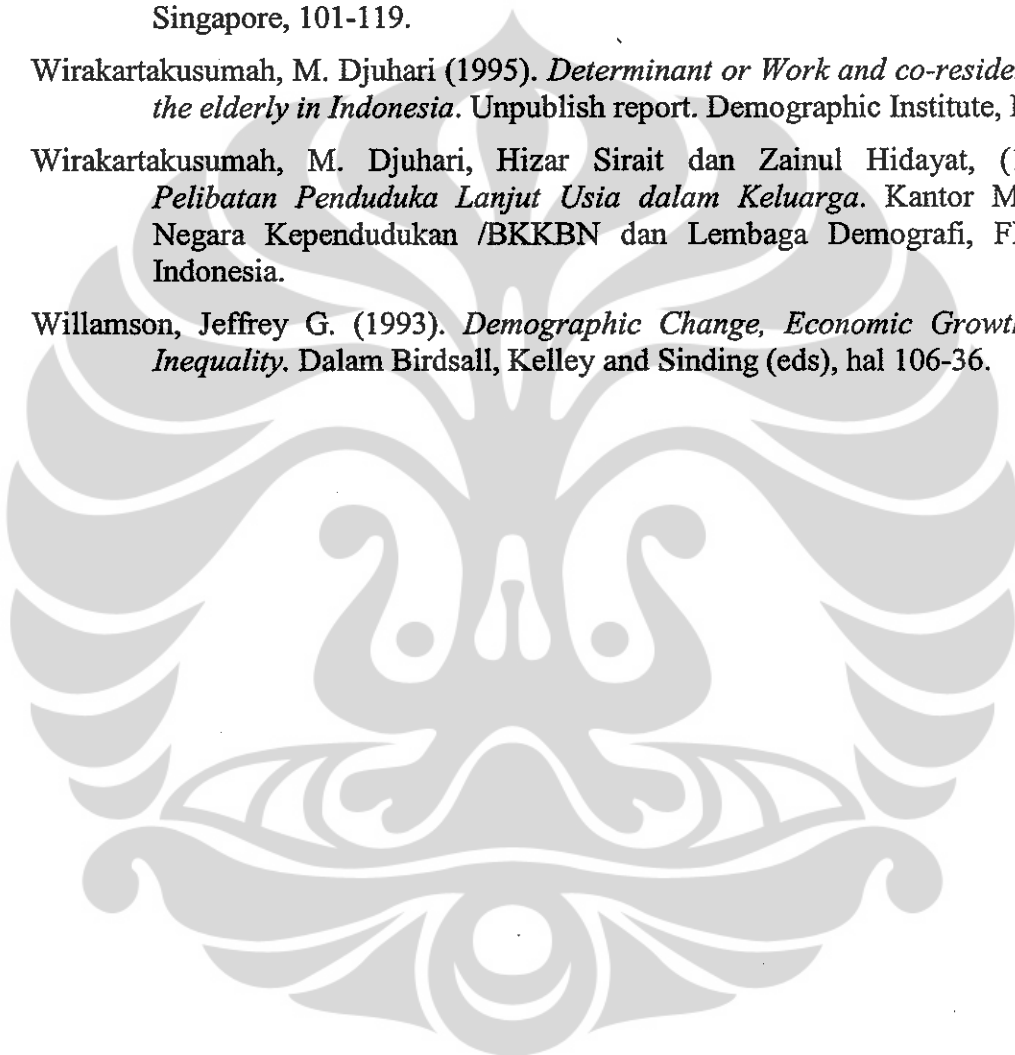 Singapore, 101-119.
Wirakartakusumah, M. Djuhari (1995). Determinant or Work and co-reside
the elderly in Indonesia. Unpublish report. Demographic Institute,
Wirakartakusumah, M. Djuhari, Hizar Sirait dan Zainul Hidayat, (
Pelibatan Penduduka Lanjut Usia dalam Keluarga. Kantor M
Negara Kependudukan /BKKBN dan Lembaga Demografi, F
Indonesia.
Willamson, Jeffrey G. (1993). Demographic Change, Economic Growt
Inequality. Dalam Birdsall, Kelley and Sinding (eds), hal 106-36.